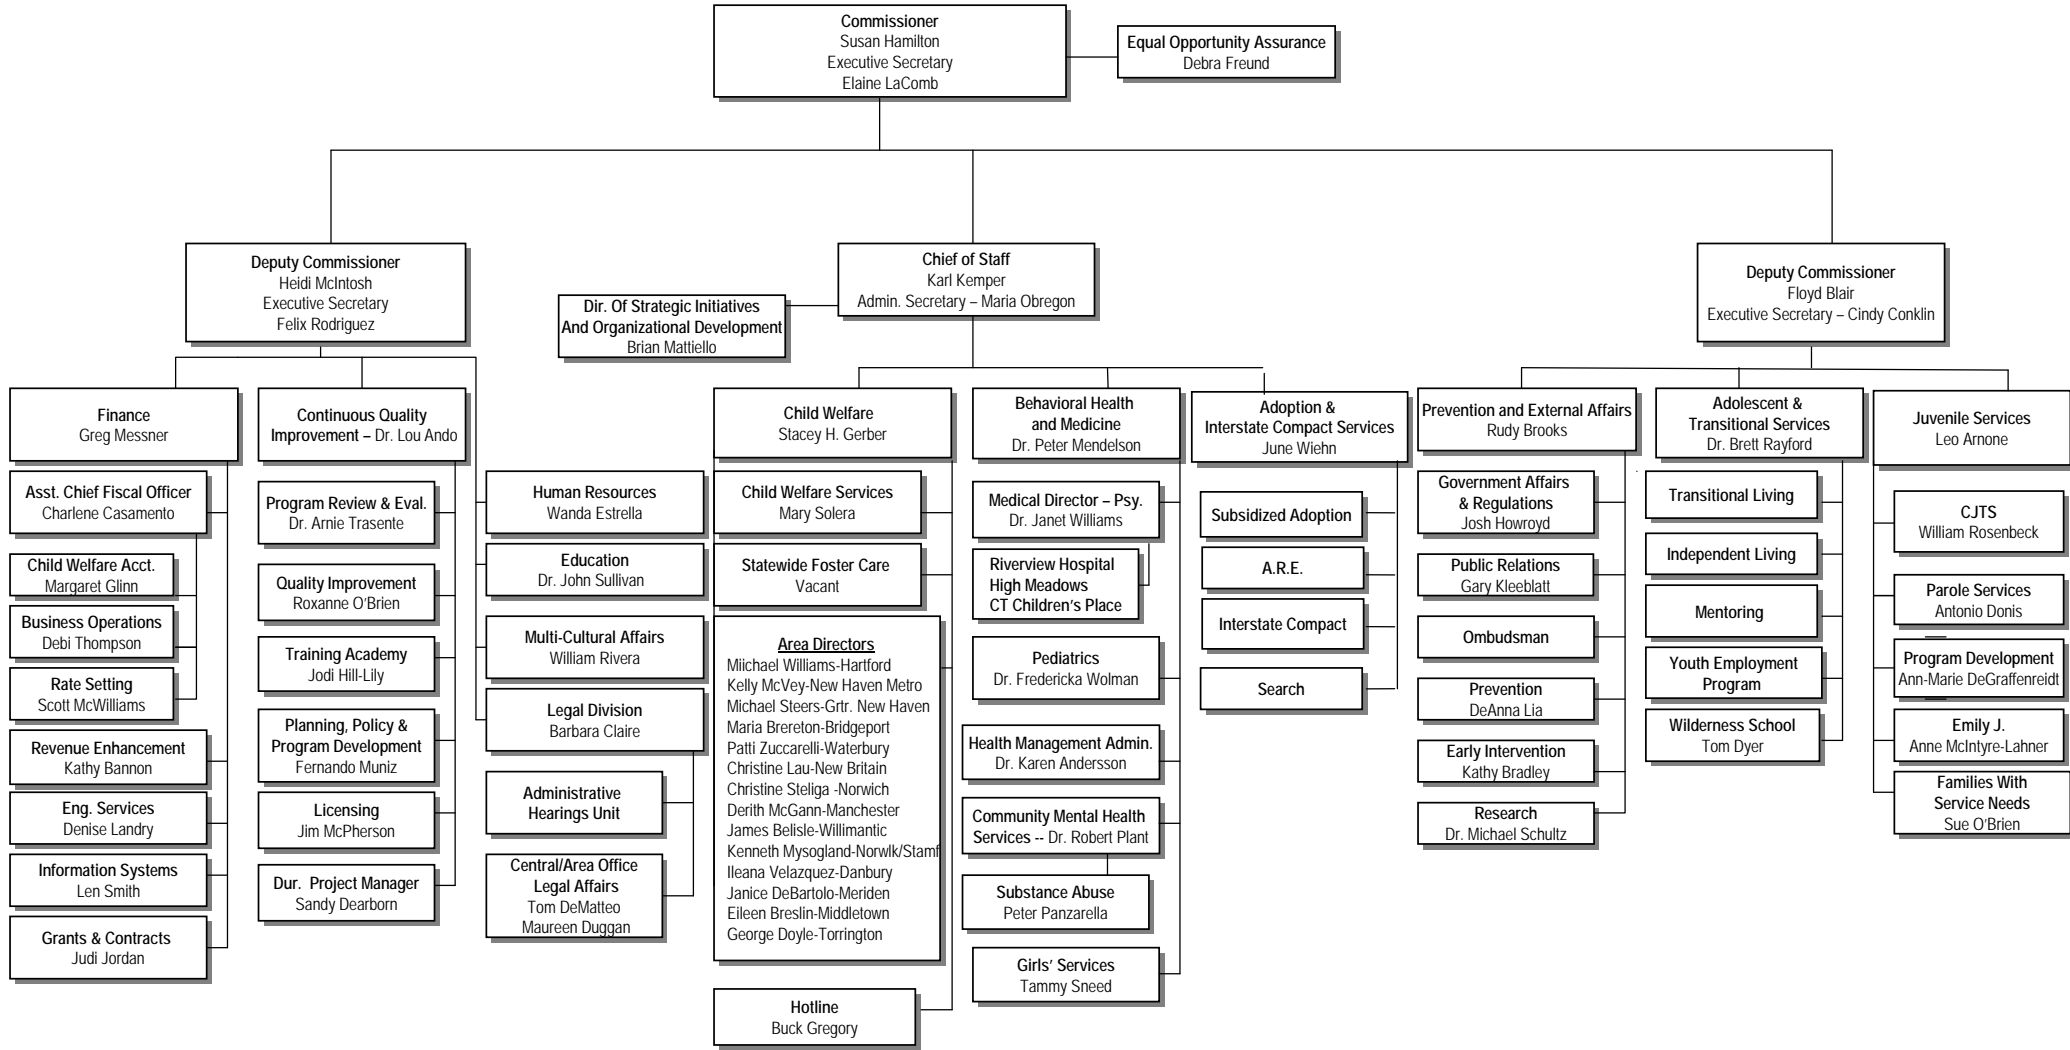 Commissioner
Susan Hamilton
Executive Secretary
Elaine LaComb
Equal Opportunity Assurance
Debra Freund
Deputy Commissioner
Heidi McIntosh
Executive Secretary
Felix Rodriguez
Chief of Staff
Karl Kemper
Admin. Secretary – Maria Obregon
Dir. Of Strategic Initiatives
And Organizational Development
Brian Mattiello
Deputy Commissioner
Floyd Blair
Executive Secretary – Cindy Conklin
Finance
Greg Messner
Asst. Chief Fiscal Officer
Charlene Casamento
Child Welfare Acct.
Margaret Glinn
Business Operations
Debi Thompson
Rate Setting
Scott McWilliams
Revenue Enhancement
Kathy Bannon
Eng. Services
Denise Landry
Information Systems
Len Smith
Grants & Contracts
Judi Jordan
Continuous Quality
Improvement – Dr. Lou Ando
Program Review & Eval.
Dr. Arnie Trasente
Quality Improvement
Roxanne O’Brien
Training Academy
Jodi Hill-Lily
Planning, Policy &
Program Development
Fernando Muniz
Licensing
Jim McPherson
Dur. Project Manager
Sandy Dearborn
Human Resources
Wanda Estrella
Education
Dr. John Sullivan
Multi-Cultural Affairs
William Rivera
Legal Division
Barbara Claire
Administrative
Hearings Unit
Central/Area Office
Legal Affairs
Tom DeMatteo
Maureen Duggan
Child Welfare
Stacey H. Gerber
Child Welfare Services
Mary Solera
Statewide Foster Care
Vacant
Area Directors
Miichael Williams-Hartford
Kelly McVey-New Haven Metro
Michael Steers-Grtr. New Haven
Maria Brereton-Bridgeport
Patti Zuccarelli-Waterbury
Christine Lau-New Britain
Christine Steliga -Norwich
Derith McGann-Manchester
James Belisle-Willimantic
Kenneth Mysogland-Norwlk/Stamf
Ileana Velazquez-Danbury
Janice DeBartolo-Meriden
Eileen Breslin-Middletown
George Doyle-Torrington
Hotline
Buck Gregory
Behavioral Health
and Medicine
Dr. Peter Mendelson
Medical Director – Psy.
Dr. Janet Williams
Riverview Hospital
High Meadows
CT Children’s Place
Pediatrics
Dr. Fredericka Wolman
Health Management Admin.
Dr. Karen Andersson
Community Mental Health
Services -- Dr. Robert Plant
Substance Abuse
Peter Panzarella
Girls’ Services
Tammy Sneed
Adoption &
Interstate Compact Services
June Wiehn
Subsidized Adoption
A.R.E.
Interstate Compact
Search
Prevention and External Affairs
Rudy Brooks
Government Affairs
& Regulations
Josh Howroyd
Public Relations
Gary Kleeblatt
Ombudsman
Prevention
DeAnna Lia
Early Intervention
Kathy Bradley
Research
Dr. Michael Schultz
Adolescent &
Transitional Services
Dr. Brett Rayford
Transitional Living
Independent Living
Mentoring
Youth Employment
Program
Wilderness School
Tom Dyer
Juvenile Services
Leo Arnone
CJTS
William Rosenbeck
Parole Services
Antonio Donis
Program Development
Ann-Marie DeGraffenreidt
Emily J.
Anne McIntyre-Lahner
Families With
Service Needs
Sue O’Brien